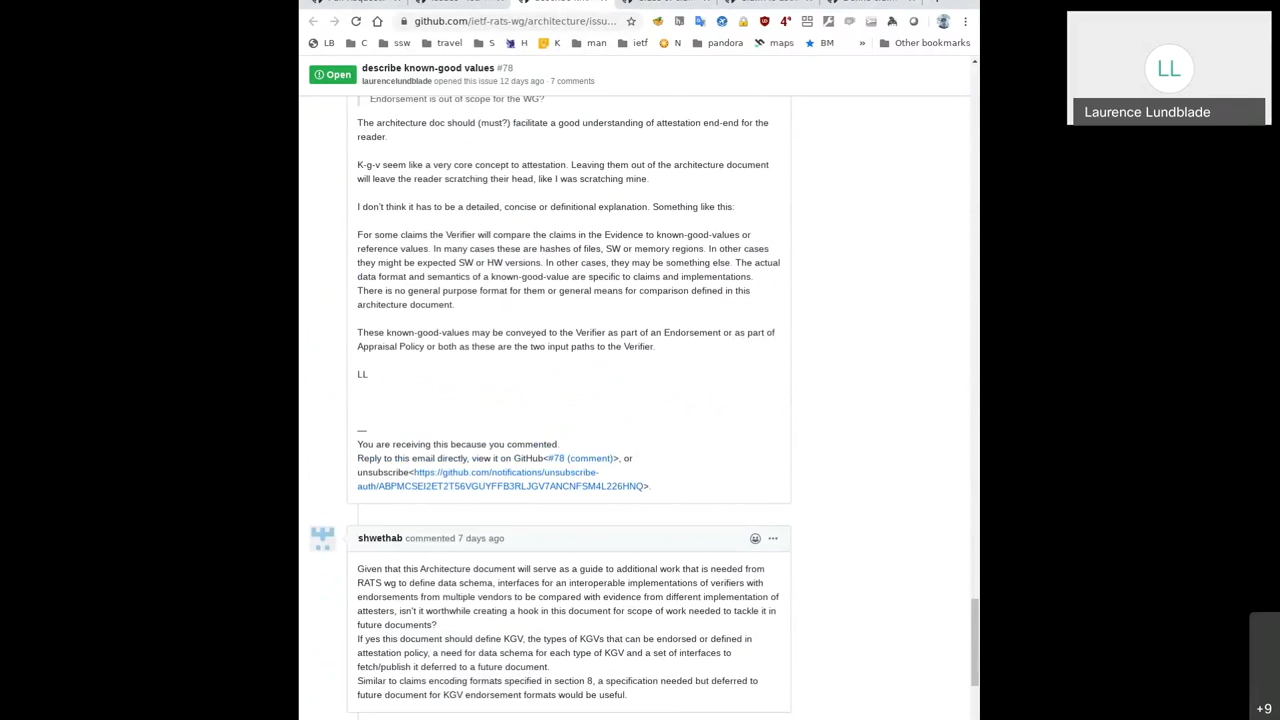 github.com/ietf-rats-wg/architecture/issu...
LB
C
ssw
travel
S
H
K
man
ietf
N
pandora
maps
BM
»
Other bookmarks
Open
describe known-good values #78
laurencelundblade opened this issue 12 days ago · 7 comments
Endorsement is out of scope for the WG?
The architecture doc should (must?) facilitate a good understanding of attestation end-end for the
reader.
K-g-v seem like a very core concept to attestation. Leaving them out of the architecture document
will leave the reader scratching their head, like I was scratching mine.
I don't think it has to be a detailed, concise or definitional explanation. Something like this:
For some claims the Verifier will compare the claims in the Evidence to known-good-values or
reference values. In many cases these are hashes of files, SW or memory regions. In other cases
they might be expected SW or HW versions. In other cases, they may be something else. The actual
data format and semantics of a known-good-value are specific to claims and implementations.
There is no general purpose format for them or general means for comparison defined in this
architecture document.
These known-good-values may be conveyed to the Verifier as part of an Endorsement or as part of
Appraisal Policy or both as these are the two input paths to the Verifier.
LL
—
You are receiving this because you commented.
Reply to this email directly, view it on GitHub<#78 (comment)>, or
unsubscribe<https://github.com/notifications/unsubscribe-
auth/ABPMCSEI2ET2T56VGUYFFB3RLJGV7ANCNFSM4L226HNQ>.
shwethab commented 7 days ago
Given that this Architecture document will serve as a guide to additional work that is needed from
RATS wg to define data schema, interfaces for an interoperable implementations of verifiers with
endorsements from multiple vendors to be compared with evidence from different implementation of
attesters, isn't it worthwhile creating a hook in this document for scope of work needed to tackle it in
future documents?
If yes this document should define KGV, the types of KGVs that can be endorsed or defined in
attestation policy, a need for data schema for each type of KGV and a set of interfaces to
fetch/publish it deferred to a future document.
Similar to claims encoding formats specified in section 8, a specification needed but deferred to
future document for KGV endorsement formats would be useful.
LL
Laurence Lundblade
+9